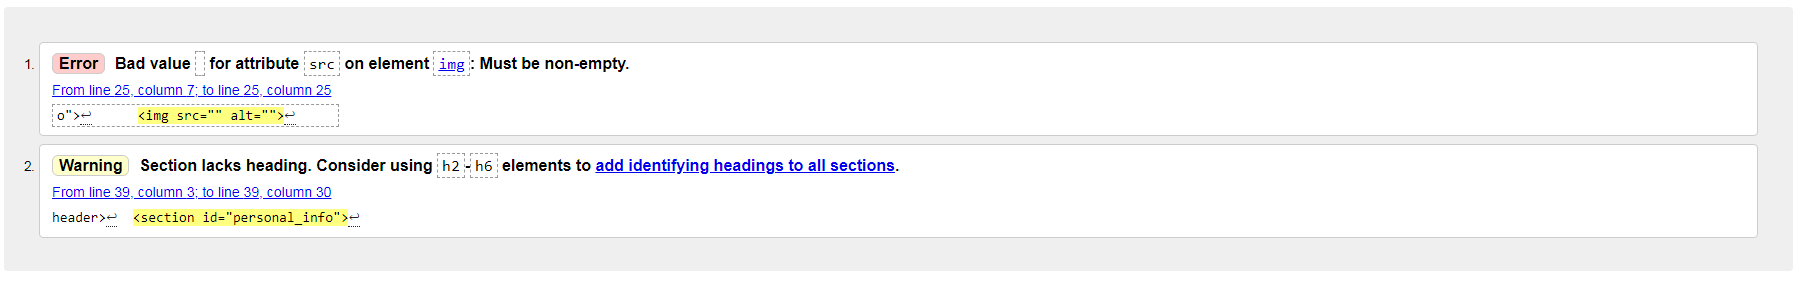 1. Error Bad value for attribute src on element img: Must be non-empty.
From line 25, column 7; to line 25, column 25
o">↩ <img src="" alt="">↩
2. Warning Section lacks heading. Consider using h2-h6 elements to add identifying headings to all sections.
From line 39, column 3; to line 39, column 30
header>↩ <section id="personal_info">↩